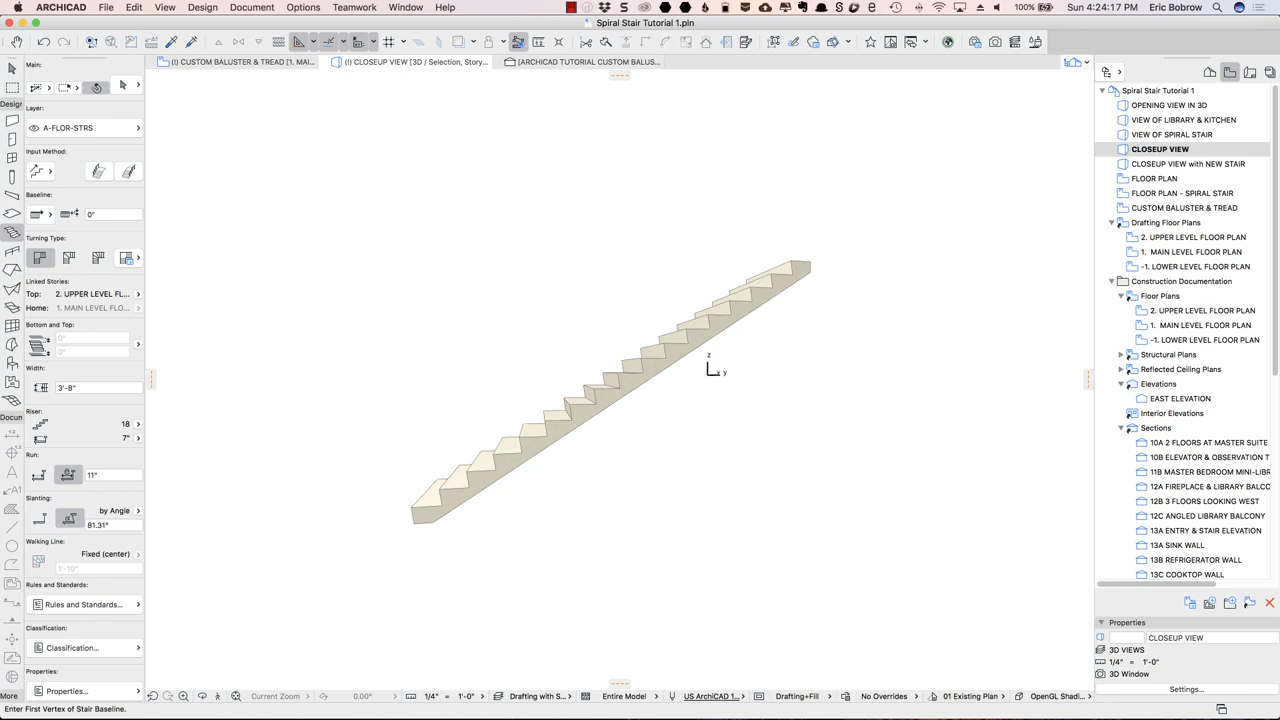 ARCHICAD File Edit View Design Document Options Teamwork Window Help
100% Sun 4:24:17 PM Eric Bobrow
Spiral Stair Tutorial 1.pln
(!) CUSTOM BALUSTER & TREAD [1. MAI...
(!) CLOSEUP VIEW [3D / Selection, Story...
[ARCHICAD TUTORIAL CUSTOM BALUS...
Main:
Design
Layer:
A-FLOR-STRS
Input Method:
Baseline:
0"
Turning Type:
Linked Stories:
Top: 2. UPPER LEVEL FL...
Home: 1. MAIN LEVEL FLO...
Bottom and Top:
0"
0"
Width:
3'-8"
Docum
Riser:
18
7"
Run:
11"
Slanting:
by Angle
81.31°
Walking Line:
Fixed (center)
1'-10"
Rules and Standards:
Rules and Standards...
Classification:
Classification...
Properties:
Properties...
More
z
x y
Spiral Stair Tutorial 1
OPENING VIEW IN 3D
VIEW OF LIBRARY & KITCHEN
VIEW OF SPIRAL STAIR
CLOSEUP VIEW
CLOSEUP VIEW with NEW STAIR
FLOOR PLAN
FLOOR PLAN - SPIRAL STAIR
CUSTOM BALUSTER & TREAD
Drafting Floor Plans
2. UPPER LEVEL FLOOR PLAN
1. MAIN LEVEL FLOOR PLAN
-1. LOWER LEVEL FLOOR PLAN
Construction Documentation
Floor Plans
2. UPPER LEVEL FLOOR PLAN
1. MAIN LEVEL FLOOR PLAN
-1. LOWER LEVEL FLOOR PLAN
Structural Plans
Reflected Ceiling Plans
Elevations
EAST ELEVATION
Interior Elevations
Sections
10A 2 FLOORS AT MASTER SUITE
10B ELEVATOR & OBSERVATION T
11B MASTER BEDROOM MINI-LIBR
12A FIREPLACE & LIBRARY BALCO
12B 3 FLOORS LOOKING WEST
12C ANGLED LIBRARY BALCONY
13A ENTRY & STAIR ELEVATION
13A SINK WALL
13B REFRIGERATOR WALL
13C COOKTOP WALL
Properties
CLOSEUP VIEW
3D VIEWS
1/4" = 1'-0"
3D Window
Settings...
Current Zoom 0.00° 1/4" = 1'-0" Drafting with S... Entire Model US ArchiCAD 1... Drafting+Fill No Overrides 01 Existing Plan OpenGL Shadi...
Enter First Vertex of Stair Baseline.